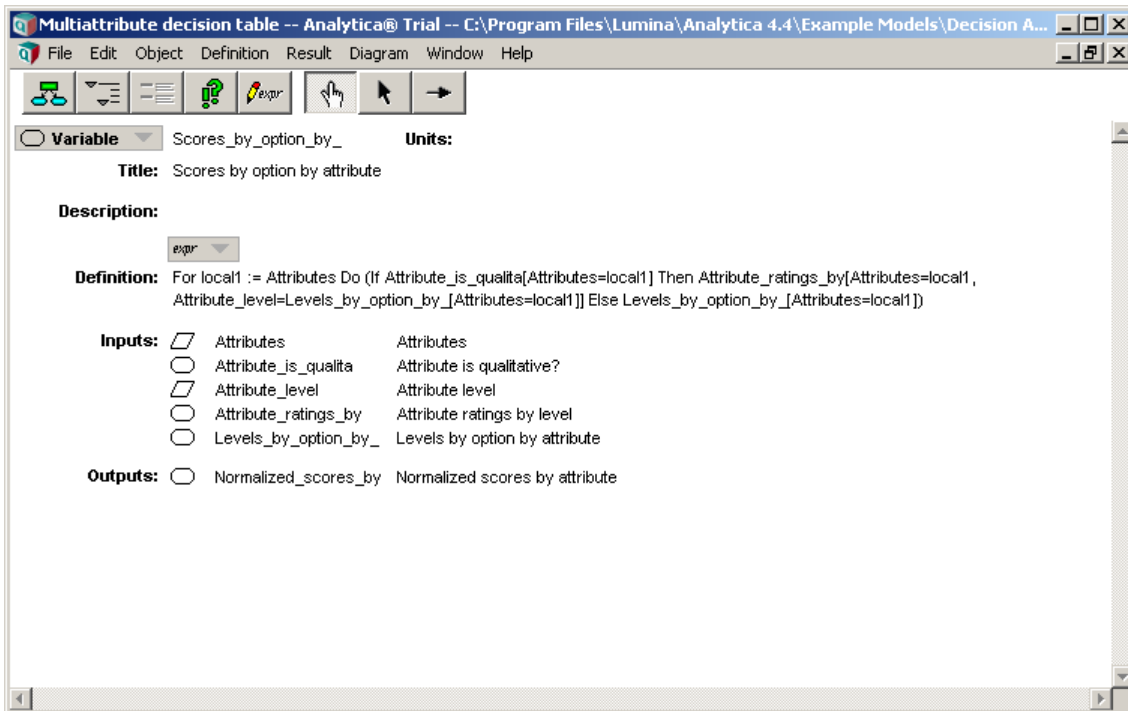 Multiattribute decision table -- Analytica® Trial -- C:\Program Files\Lumina\Analytica 4.4\Example Models\Decision A...
File Edit Object Definition Result Diagram Window Help
expr
Variable Scores_by_option_by_ Units:
Title: Scores by option by attribute
Description:
expr
Definition: For local1 := Attributes Do (If Attribute_is_qualita[Attributes=local1] Then Attribute_ratings_by[Attributes=local1,
Attribute_level=Levels_by_option_by_[Attributes=local1]] Else Levels_by_option_by_[Attributes=local1])
Inputs: Attributes Attributes
Attribute_is_qualita Attribute is qualitative?
Attribute_level Attribute level
Attribute_ratings_by Attribute ratings by level
Levels_by_option_by_ Levels by option by attribute
Outputs: Normalized_scores_by Normalized scores by attribute